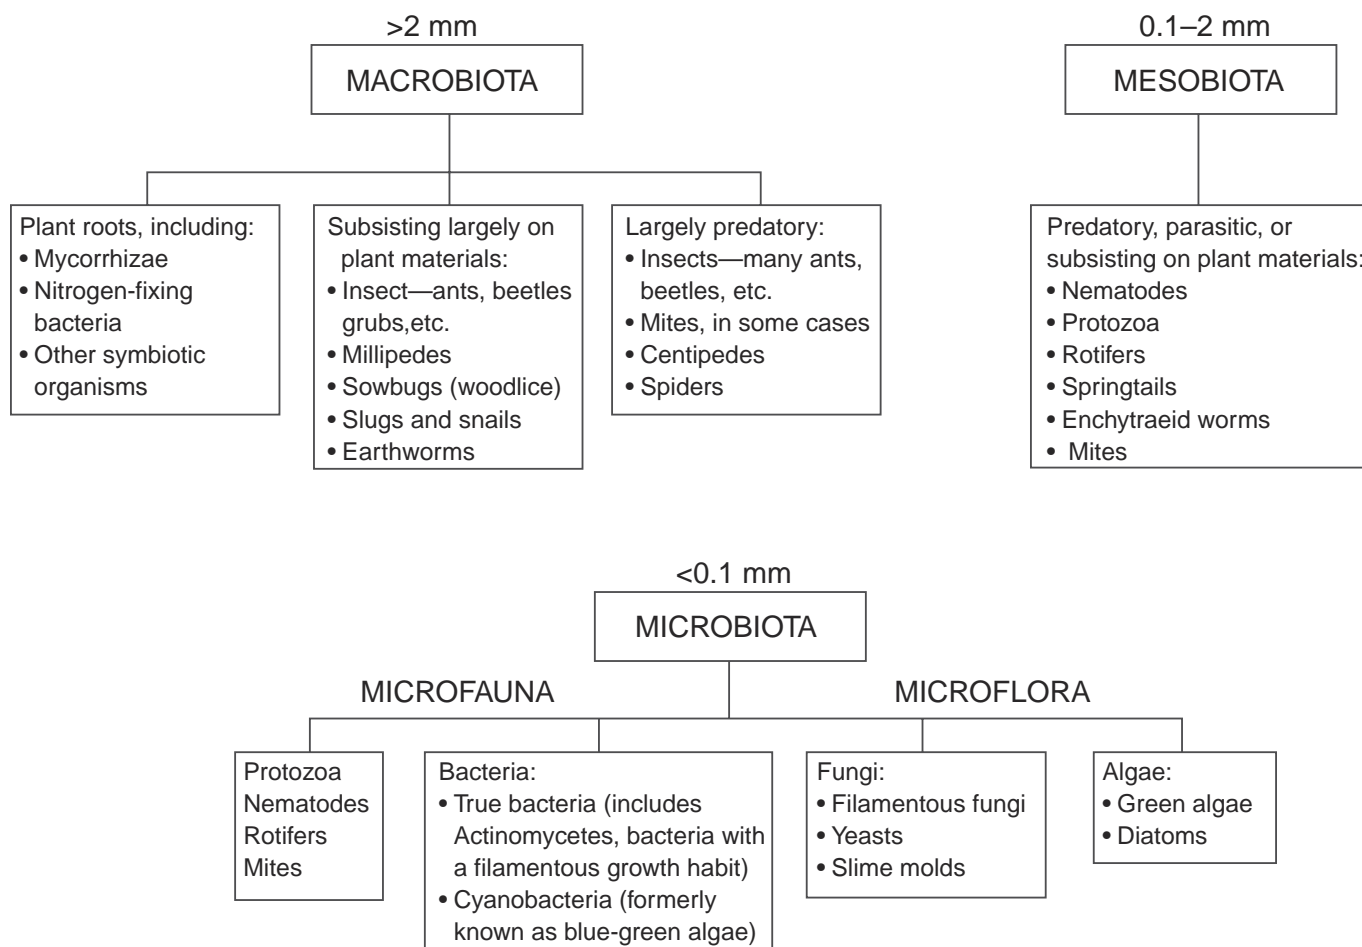 >2 mm
MACROBIOTA
0.1–2 mm
MESOBIOTA
Plant roots, including:
• Mycorrhizae
• Nitrogen-fixing
bacteria
• Other symbiotic
organisms
Subsisting largely on
plant materials:
• Insect—ants, beetles
grubs,etc.
• Millipedes
• Sowbugs (woodlice)
• Slugs and snails
• Earthworms
Largely predatory:
• Insects—many ants,
beetles, etc.
• Mites, in some cases
• Centipedes
• Spiders
Predatory, parasitic, or
subsisting on plant materials:
• Nematodes
• Protozoa
• Rotifers
• Springtails
• Enchytraeid worms
• Mites
<0.1 mm
MICROBIOTA
MICROFAUNA
MICROFLORA
Protozoa
Nematodes
Rotifers
Mites
Bacteria:
• True bacteria (includes
Actinomycetes, bacteria with
a filamentous growth habit)
• Cyanobacteria (formerly
known as blue-green algae)
Fungi:
• Filamentous fungi
• Yeasts
• Slime molds
Algae:
• Green algae
• Diatoms